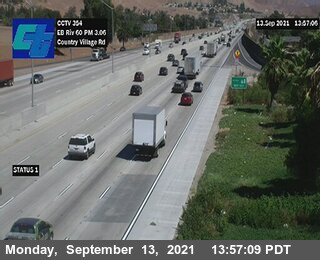 CCTV 354
EB Riv 60 PM 3.06
Country Village Rd
13.Sep 2021
13:57:06
STATUS 1
Monday, September 13, 2021 13:57:09 PDT